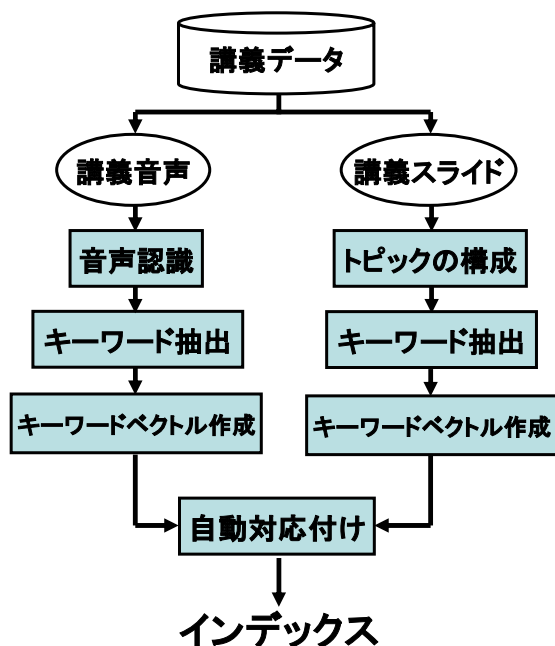 講義データ
講義音声
講義スライド
音声認識
トピックの構成
キーワード抽出
キーワード抽出
キーワードベクトル作成
キーワードベクトル作成
自動対応付け
インデックス